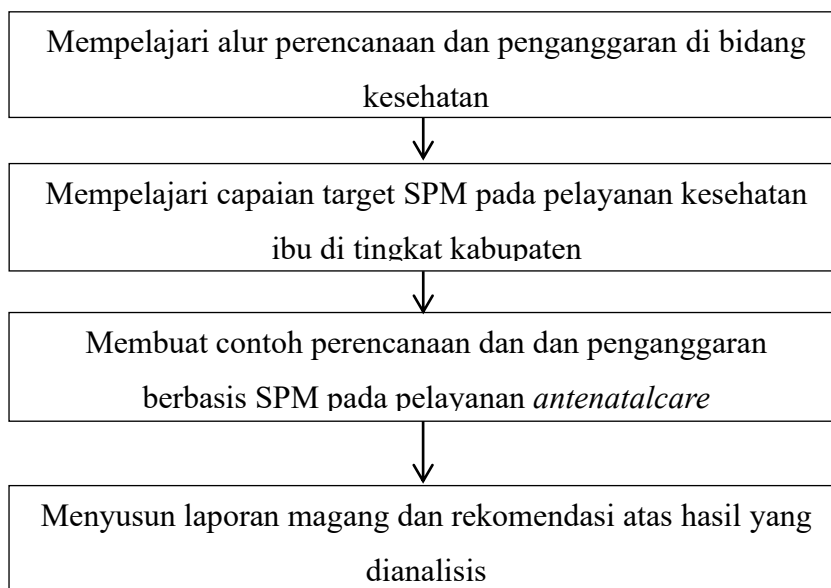 Mempelajari alur perencanaan dan penganggaran di bidang
kesehatan
Mempelajari capaian target SPM pada pelayanan kesehatan
ibu di tingkat kabupaten
Membuat contoh perencanaan dan dan penganggaran
berbasis SPM pada pelayanan antenatalcare
Menyusun laporan magang dan rekomendasi atas hasil yang
dianalisis